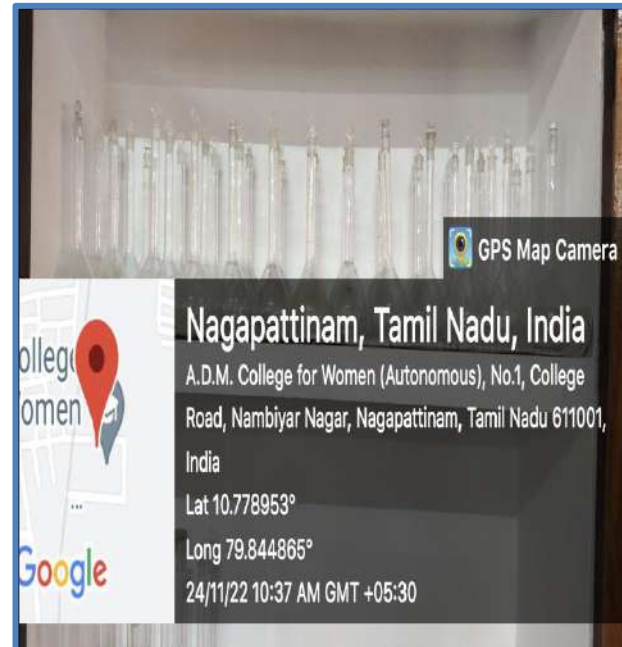 GPS Map Camera
ollege
omen
Google
Nagapattinam, Tamil Nadu, India
A.D.M. College for Women (Autonomous), No.1, College
Road, Nambiyar Nagar, Nagapattinam, Tamil Nadu 611001,
India
Lat 10.778953°
Long 79.844865°
24/11/22 10:37 AM GMT +05:30